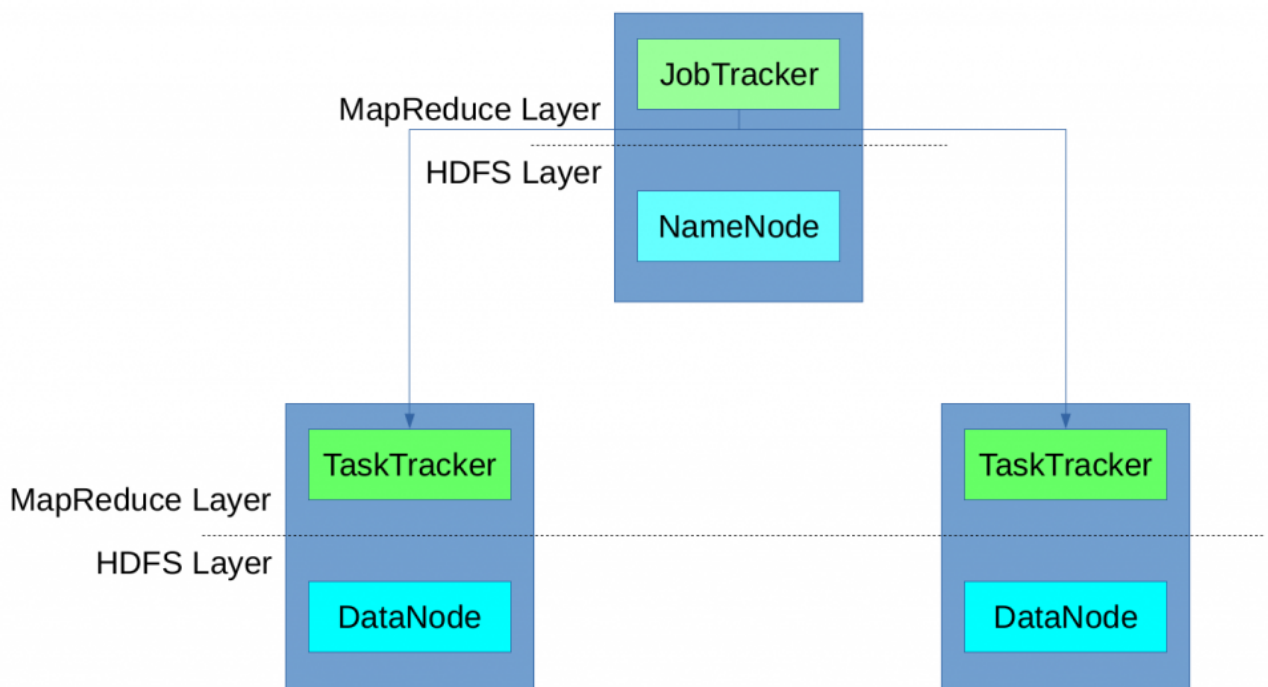 JobTracker
MapReduce Layer
HDFS Layer
NameNode
TaskTracker
TaskTracker
MapReduce Layer
HDFS Layer
DataNode
DataNode